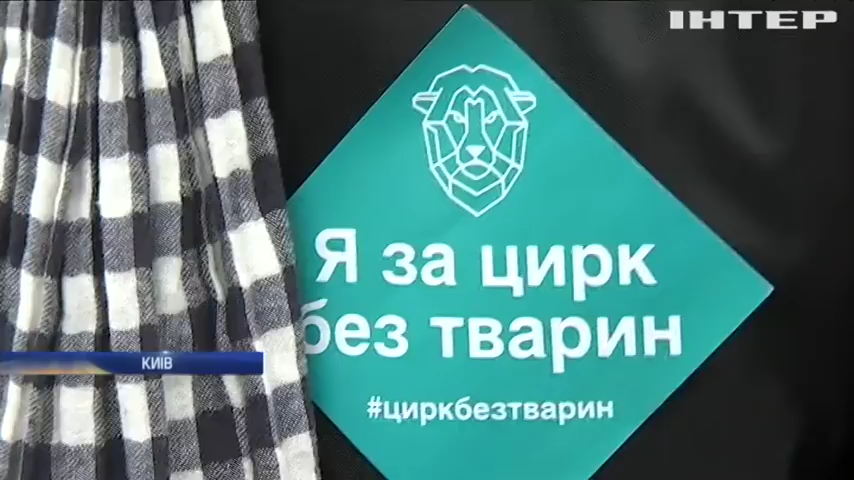 ІНТЕР
Я за цирк
без тварин
#циркбезтварин
КИЇВ